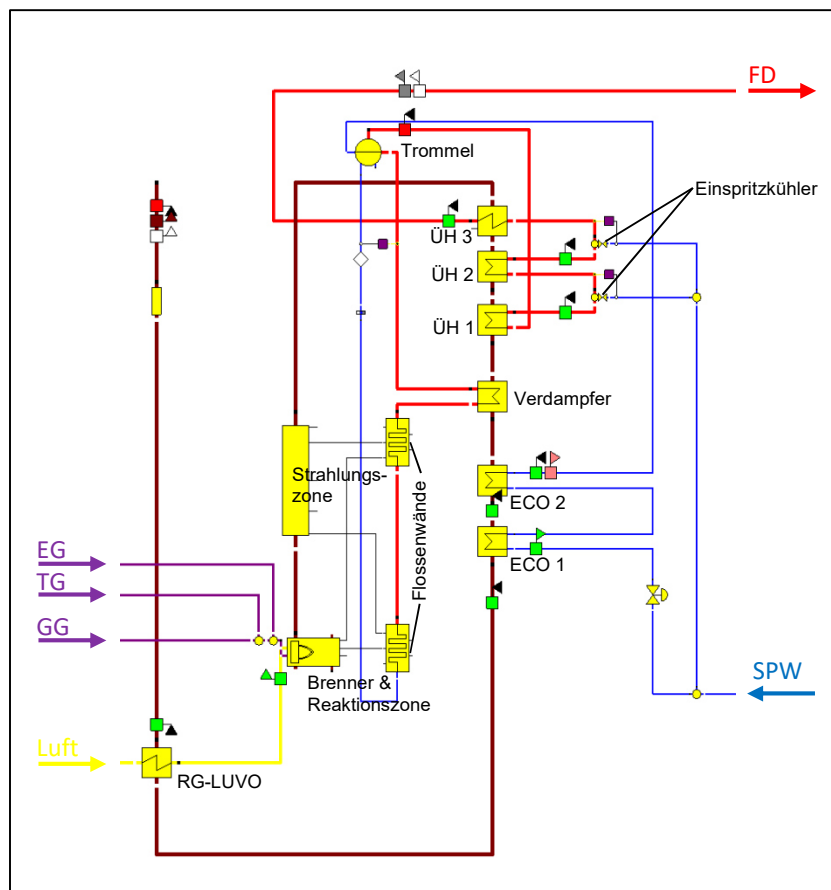 FD
Trommel
Einspritzkühler
ÜH 3
ÜH 2
ÜH 1
Verdampfer
Strahlungs-
zone
Flossenwände
ECO 2
ECO 1
EG
TG
GG
Brenner &
Reaktionszone
SPW
Luft
RG-LUVO